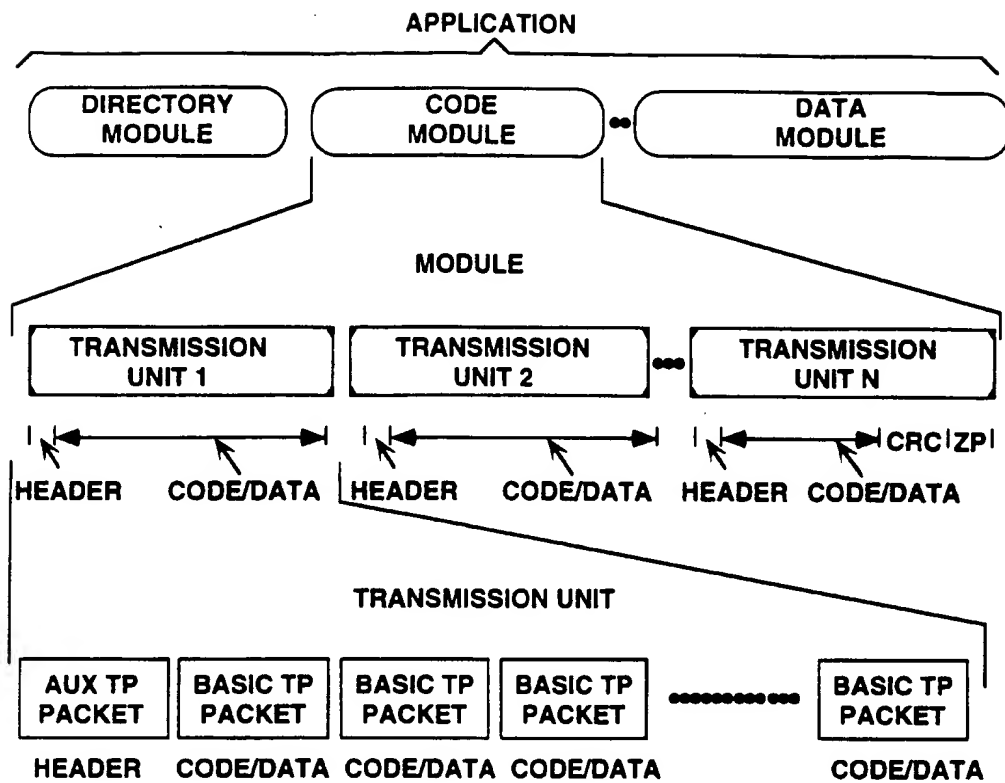 APPLICATION
DIRECTORY MODULE
CODE MODULE
DATA MODULE
MODULE
TRANSMISSION UNIT 1
TRANSMISSION UNIT 2
TRANSMISSION UNIT N
CRC ZP
HEADER CODE/DATA HEADER CODE/DATA HEADER CODE/DATA
TRANSMISSION UNIT
AUX TP PACKET
BASIC TP PACKET
BASIC TP PACKET
BASIC TP PACKET
BASIC TP PACKET
HEADER CODE/DATA CODE/DATA CODE/DATA CODE/DATA